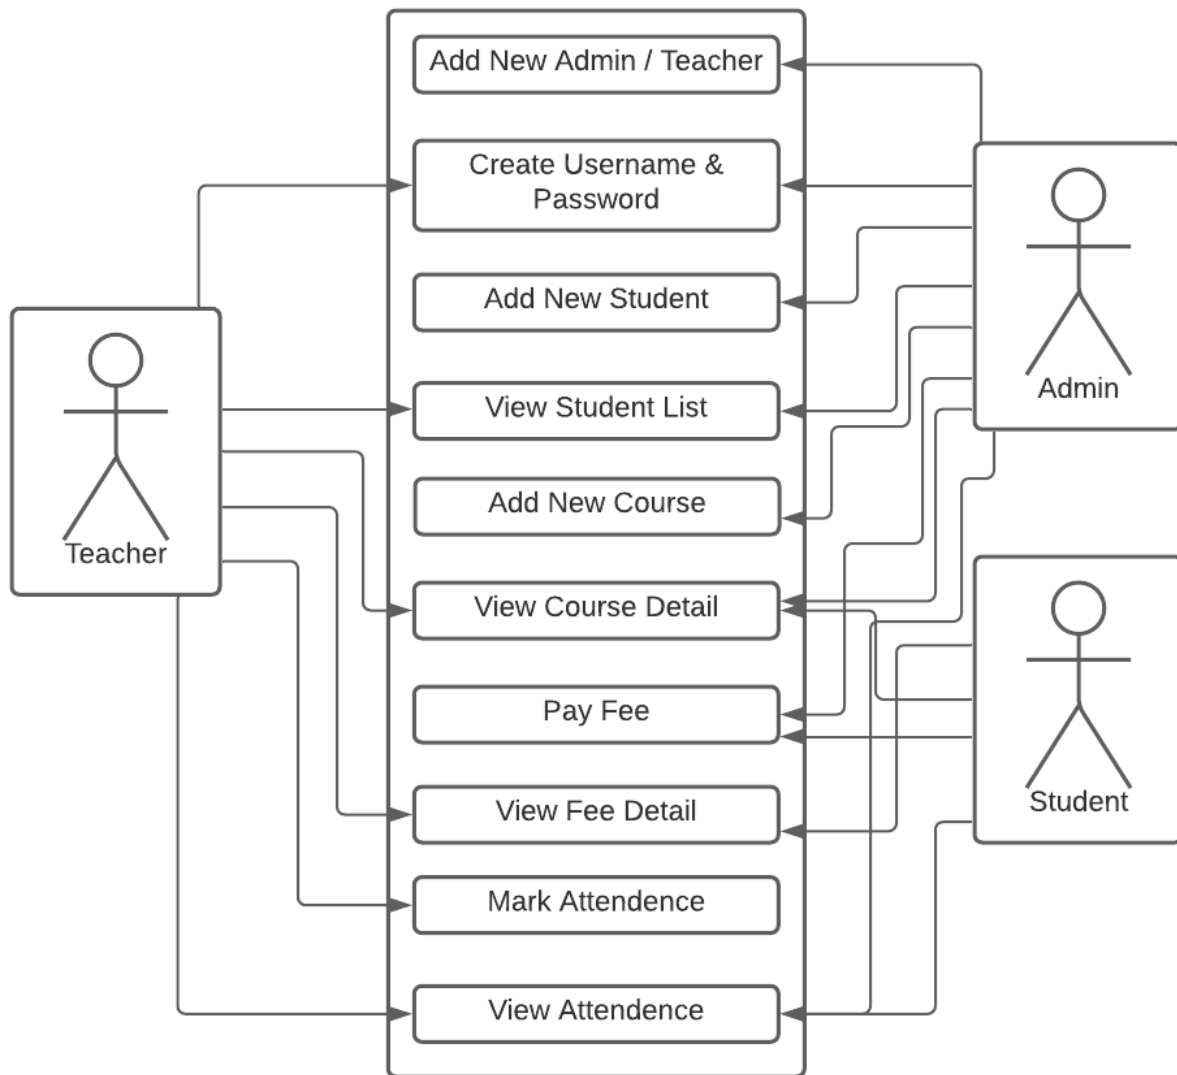 Add New Admin / Teacher
Create Username &
Password
Add New Student
View Student List
Add New Course
View Course Detail
Pay Fee
View Fee Detail
Mark Attendence
View Attendence
Teacher
Admin
Student